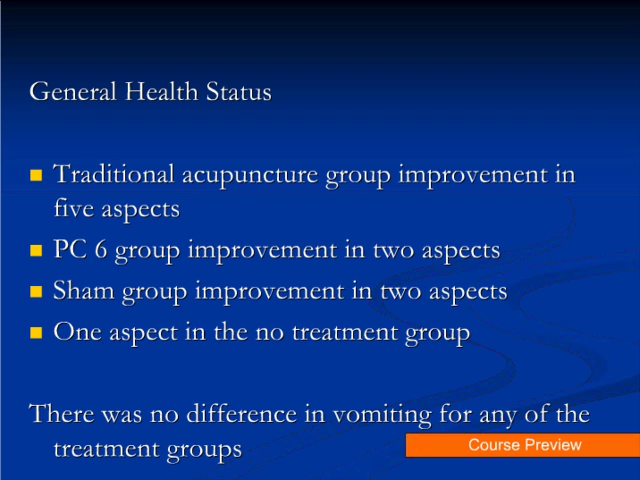 General Health Status
Traditional acupuncture group improvement in
five aspects
PC 6 group improvement in two aspects
Sham group improvement in two aspects
One aspect in the no treatment group
There was no difference in vomiting for any of the
treatment groups
Course Preview